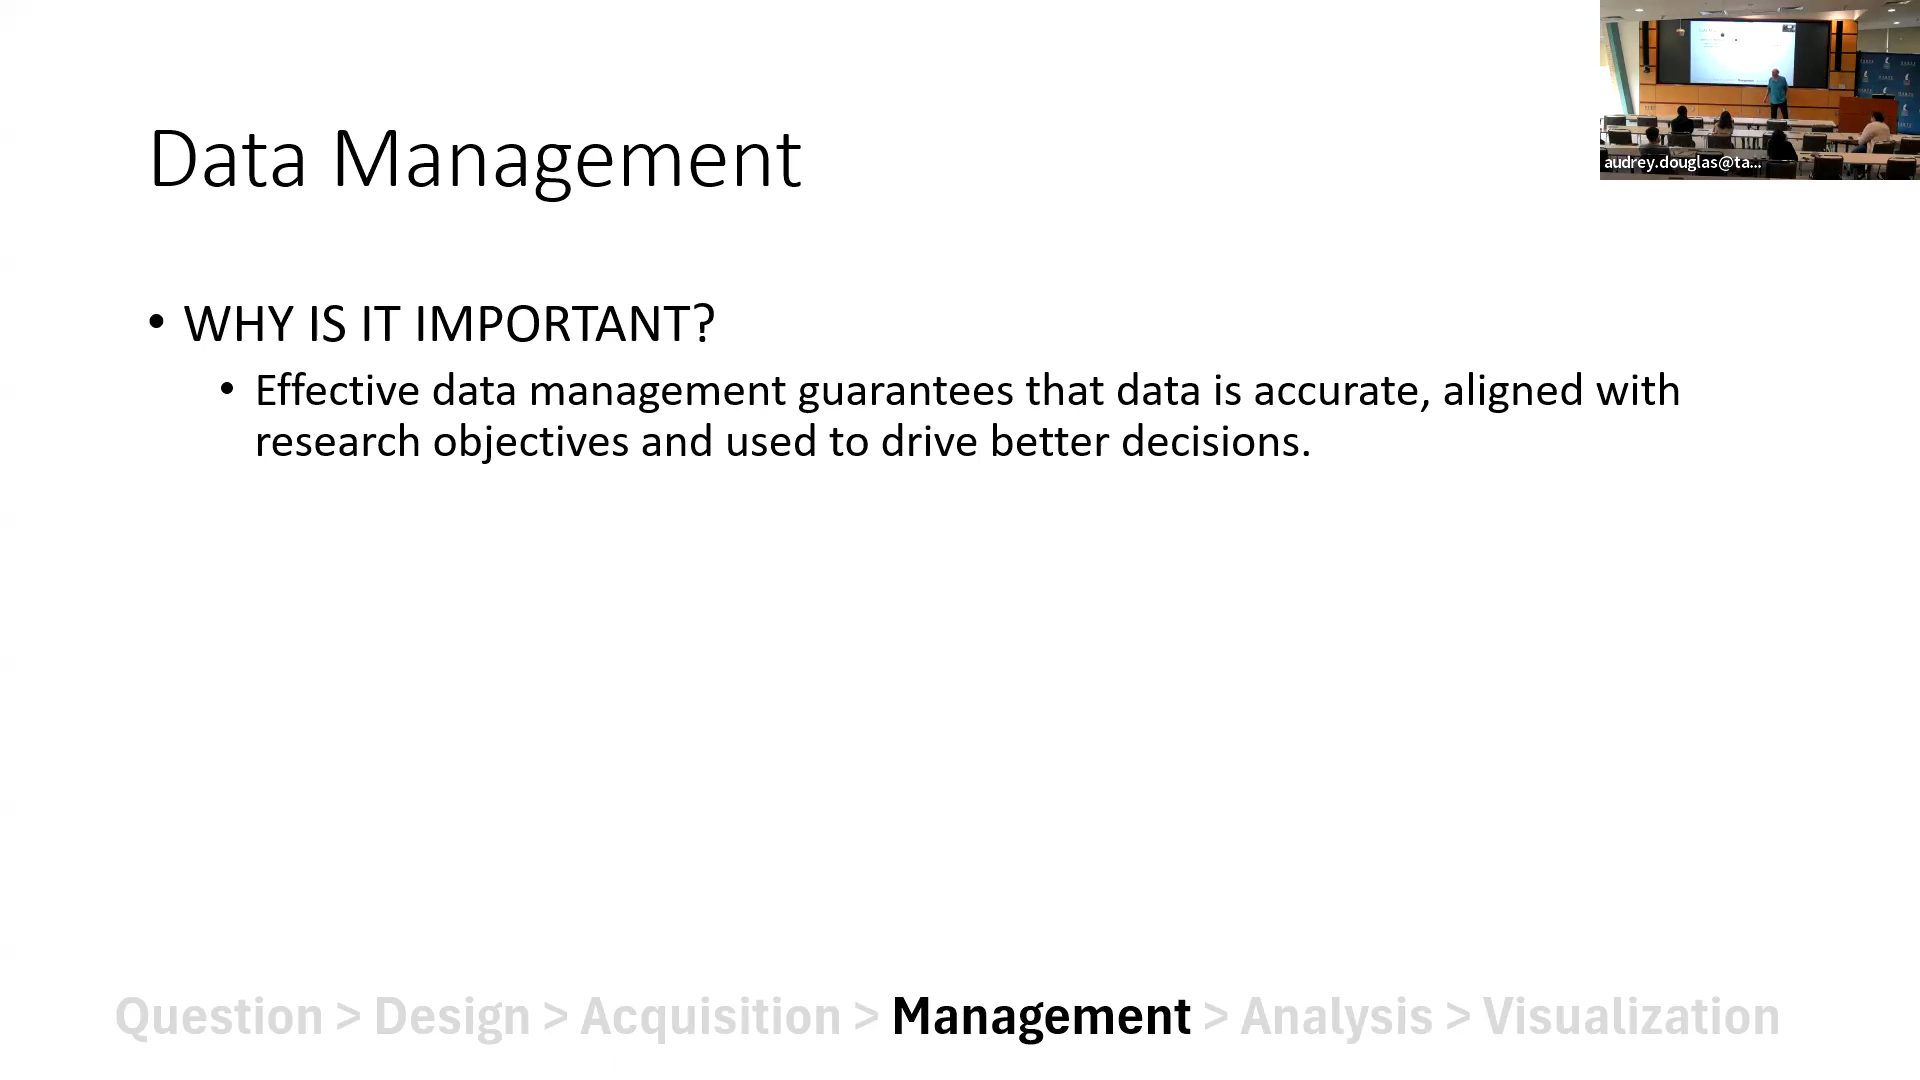 Data Management
• WHY IS IT IMPORTANT?
• Effective data management guarantees that data is accurate, aligned with
research objectives and used to drive better decisions.
Question > Design > Acquisition > Management > Analysis > Visualization
audrey.douglas@ta...